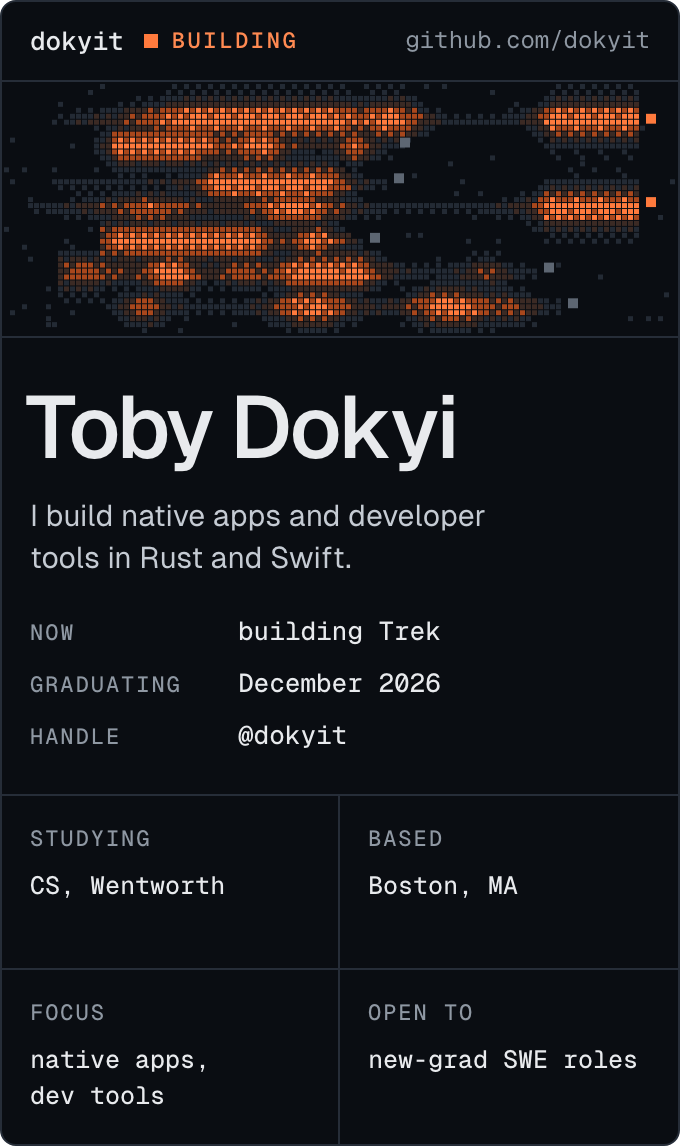 dokyit BUILDING github.com/dokyit
Toby Dokyi
I build native apps and developer
tools in Rust and Swift.
NOW building Trek
GRADUATING December 2026
HANDLE @dokyit
STUDYING
CS, Wentworth
BASED
Boston, MA
FOCUS
native apps,
dev tools
OPEN TO
new-grad SWE roles